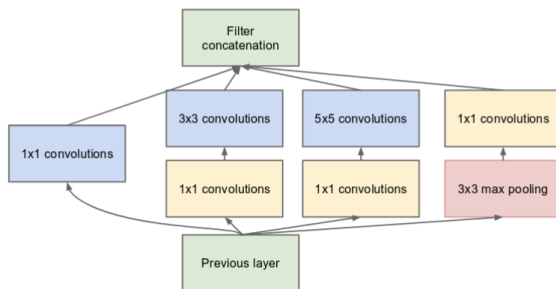 Filter
concatenation
3x3 convolutions
5x5 convolutions
1x1 convolutions
1x1 convolutions
1x1 convolutions
1x1 convolutions
3x3 max pooling
Previous layer